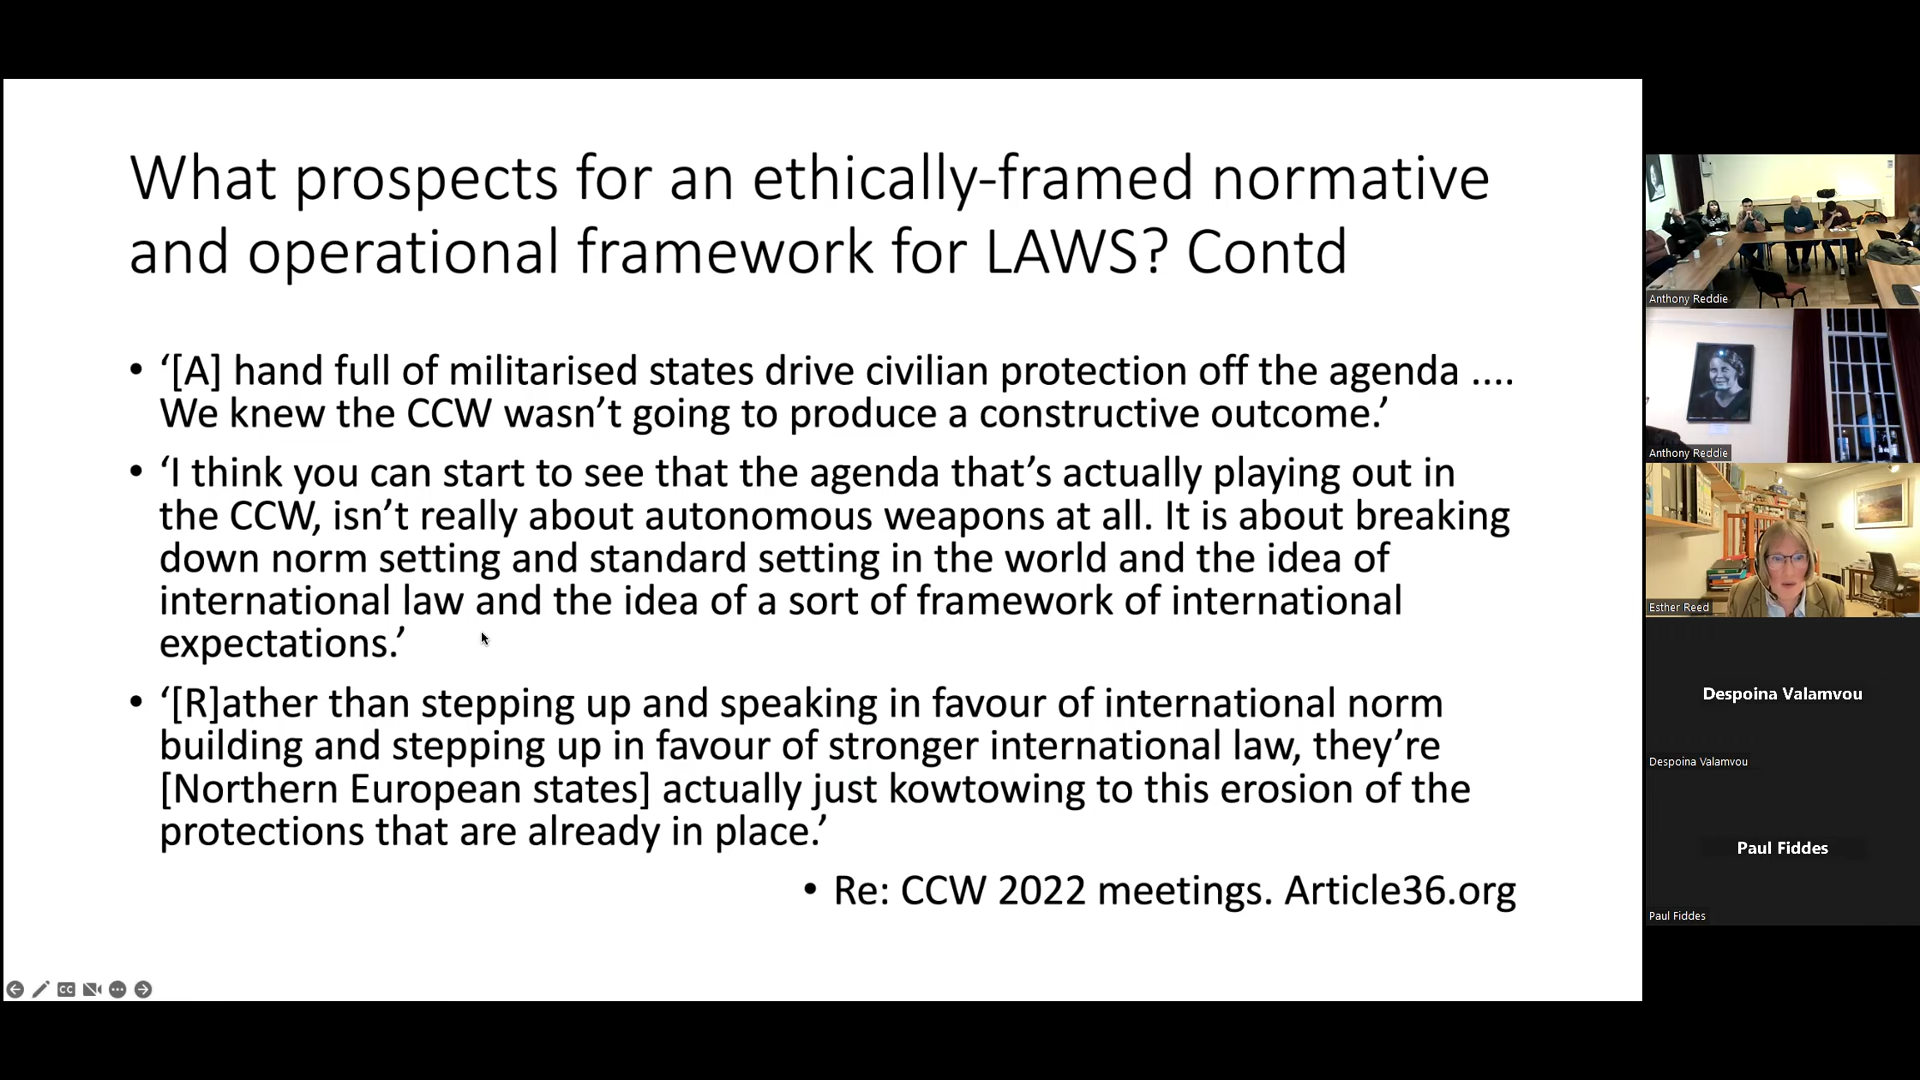 What prospects for an ethically-framed normative
and operational framework for LAWS? Contd
• ‘[A] hand full of militarised states drive civilian protection off the agenda ....
We knew the CCW wasn’t going to produce a constructive outcome.’
• ‘I think you can start to see that the agenda that’s actually playing out in
the CCW, isn’t really about autonomous weapons at all. It is about breaking
down norm setting and standard setting in the world and the idea of
international law and the idea of a sort of framework of international
expectations.’
• ‘[R]ather than stepping up and speaking in favour of international norm
building and stepping up in favour of stronger international law, they’re
[Northern European states] actually just kowtowing to this erosion of the
protections that are already in place.’
• Re: CCW 2022 meetings. Article36.org
CC
Anthony Reddie
Anthony Reddie
Esther Reed
Despoina Valamvou
Despoina Valamvou
Paul Fiddes
Paul Fiddes